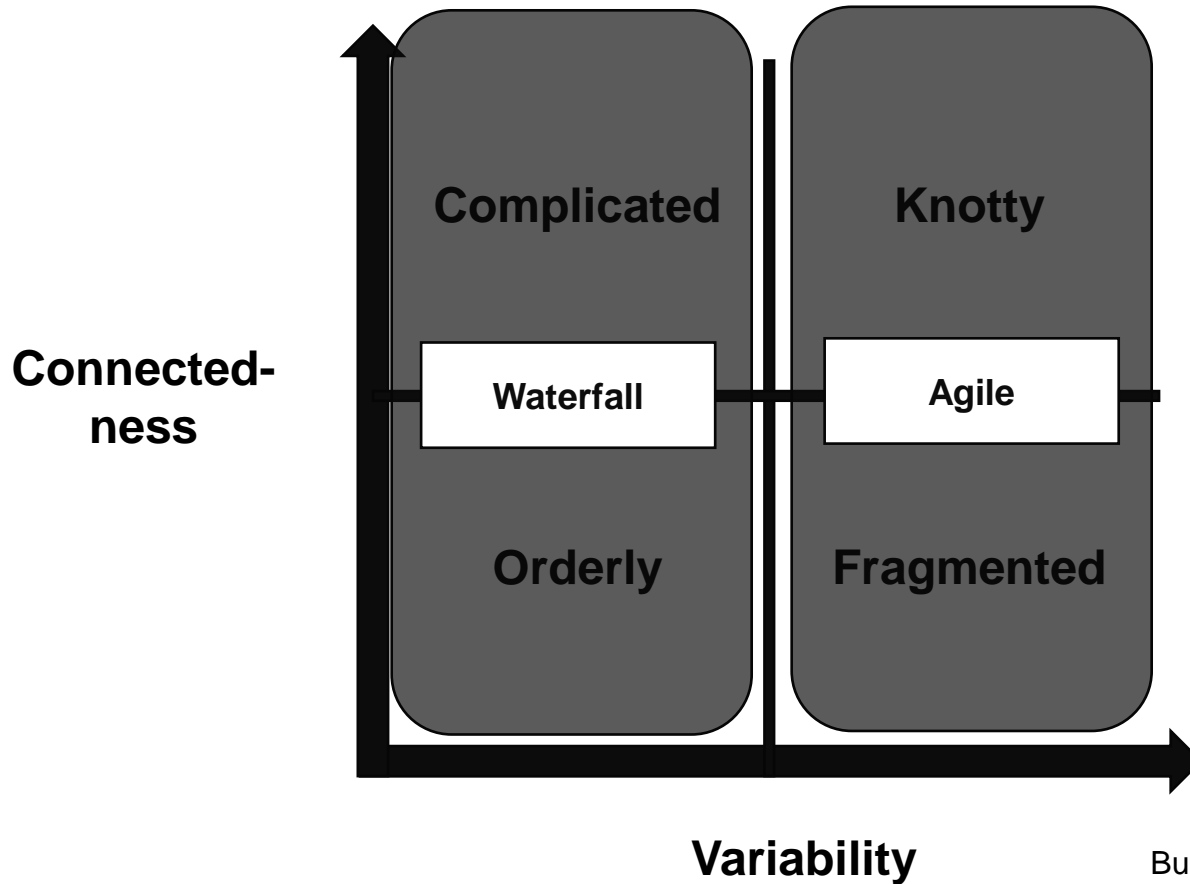 Complicated
Knotty
Connected-
ness
Waterfall
Agile
Orderly
Fragmented
Variability
Bu